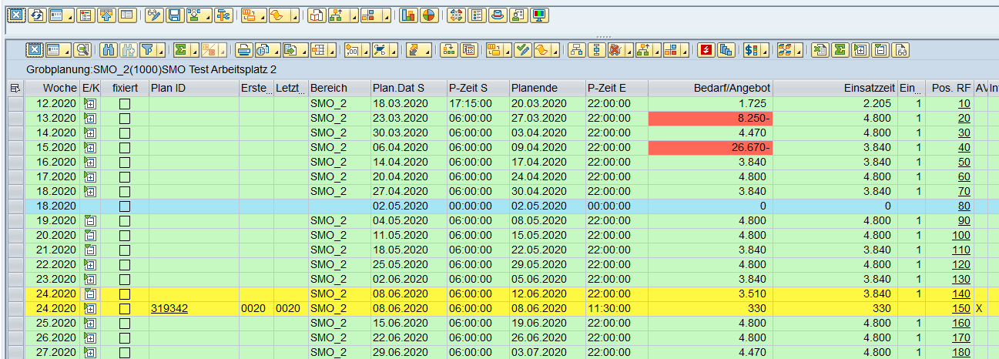 Grobplanung:SMO_2(1000)SMO Test Arbeitsplatz 2
Woche E/K fixiert Plan ID Erste... Letzt... Bereich Plan.Dat S P-Zeit S Planende P-Zeit E Bedarf/Angebot Einsatzzeit Ein... Pos. RF AV Int
12.2020 SMO_2 18.03.2020 17:15:00 20.03.2020 22:00:00 1.725 2.205 1 10
13.2020 SMO_2 23.03.2020 06:00:00 27.03.2020 22:00:00 8.250- 4.800 1 20
14.2020 SMO_2 30.03.2020 06:00:00 03.04.2020 22:00:00 4.470 4.800 1 30
15.2020 SMO_2 06.04.2020 06:00:00 09.04.2020 22:00:00 26.670- 3.840 1 40
16.2020 SMO_2 14.04.2020 06:00:00 17.04.2020 22:00:00 3.840 3.840 1 50
17.2020 SMO_2 20.04.2020 06:00:00 24.04.2020 22:00:00 4.800 4.800 1 60
18.2020 SMO_2 27.04.2020 06:00:00 30.04.2020 22:00:00 3.840 3.840 1 70
18.2020 02.05.2020 00:00:00 02.05.2020 00:00:00 0 0 80
19.2020 SMO_2 04.05.2020 06:00:00 08.05.2020 22:00:00 4.800 4.800 1 90
20.2020 SMO_2 11.05.2020 06:00:00 15.05.2020 22:00:00 4.800 4.800 1 100
21.2020 SMO_2 18.05.2020 06:00:00 22.05.2020 22:00:00 3.840 3.840 1 110
22.2020 SMO_2 25.05.2020 06:00:00 29.05.2020 22:00:00 4.800 4.800 1 120
23.2020 SMO_2 02.06.2020 06:00:00 05.06.2020 22:00:00 3.840 3.840 1 130
24.2020 SMO_2 08.06.2020 06:00:00 12.06.2020 22:00:00 3.510 3.840 1 140
24.2020 319342 0020 0020 SMO_2 08.06.2020 06:00:00 08.06.2020 11:30:00 330 330 150 X
25.2020 SMO_2 15.06.2020 06:00:00 19.06.2020 22:00:00 4.800 4.800 1 160
26.2020 SMO_2 22.06.2020 06:00:00 26.06.2020 22:00:00 4.800 4.800 1 170
27.2020 SMO_2 29.06.2020 06:00:00 03.07.2020 22:00:00 4.470 4.800 1 180